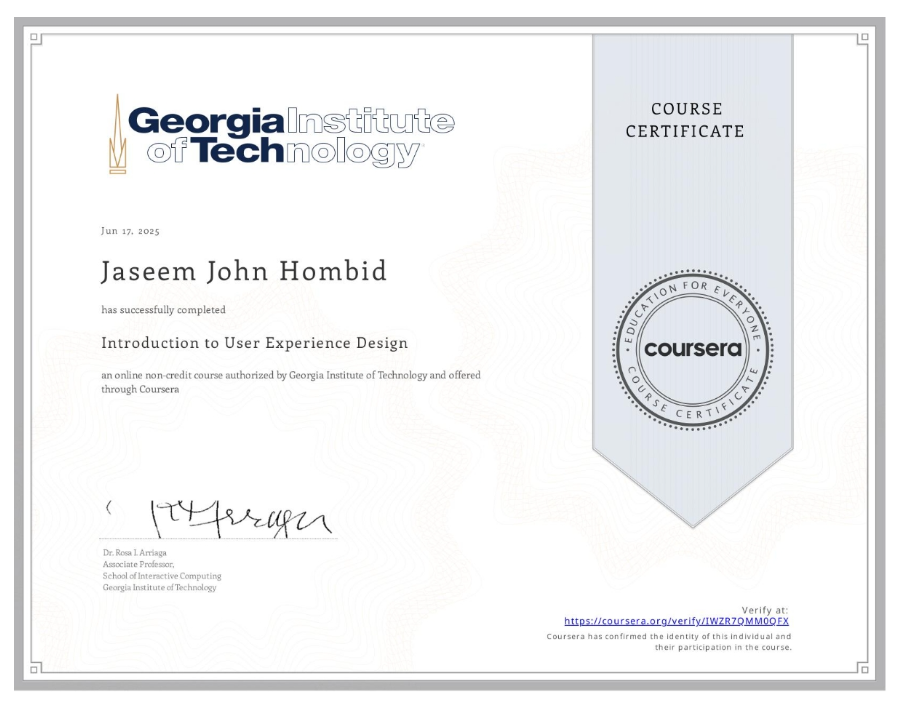 Georgia Institute
of Technology
COURSE
CERTIFICATE
Jun 17, 2025
Jaseem John Hombid
has successfully completed
Introduction to User Experience Design
an online non-credit course authorized by Georgia Institute of Technology and offered
through Coursera
EDUCATION FOR EVERYONE
coursera
COURSE CERTIFICATE
Dr. Rosa I. Arriaga
Associate Professor,
School of Interactive Computing
Georgia Institute of Technology
Verify at:
https://coursera.org/verify/IWZR7QMM0QFX
Coursera has confirmed the identity of this individual and
their participation in the course.